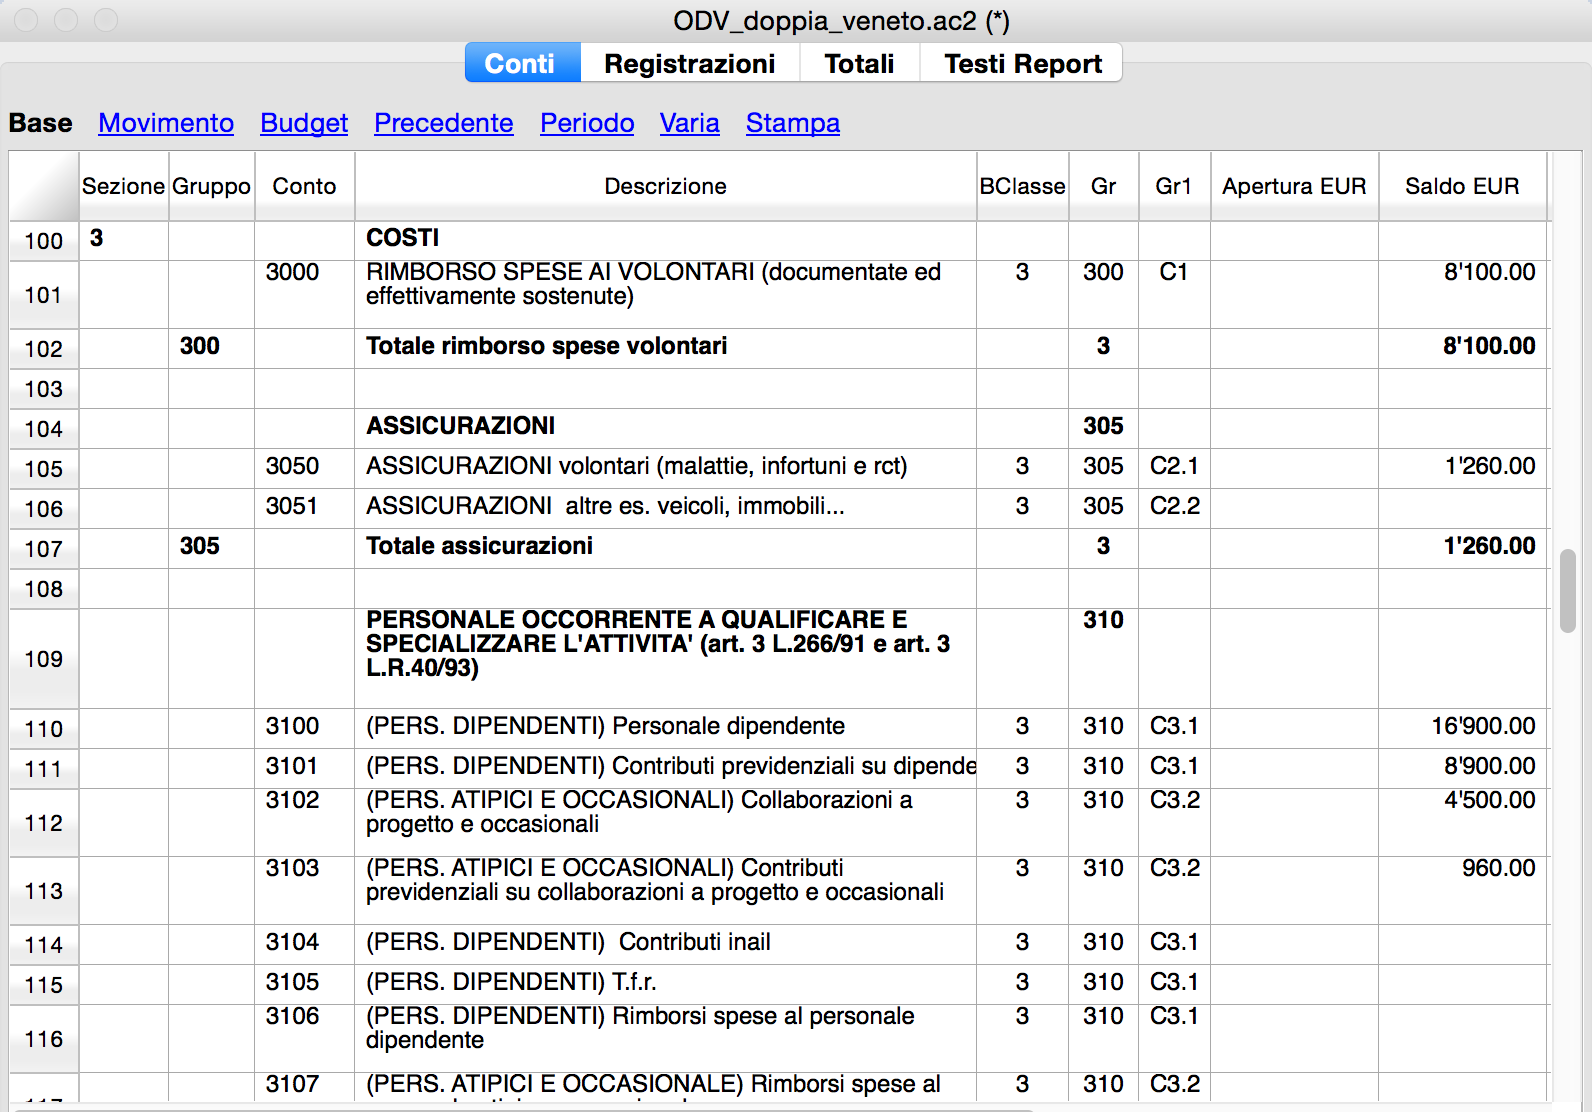 ODV_doppia_veneto.ac2 (*)
Conti Registrazioni Totali Testi Report
Base Movimento Budget Precedente Periodo Varia Stampa
Sezione Gruppo Conto Descrizione BClasse Gr Gr1 Apertura EUR Saldo EUR
100 3 COSTI
101 3000 RIMBORSO SPESE AI VOLONTARI (documentate ed 3 300 C1 8'100.00
effettivamente sostenute)
102 300 Totale rimborso spese volontari 3 8'100.00
103
104 ASSICURAZIONI 305
105 3050 ASSICURAZIONI volontari (malattie, infortuni e rct) 3 305 C2.1 1'260.00
106 3051 ASSICURAZIONI  altre es. veicoli, immobili... 3 305 C2.2
107 305 Totale assicurazioni 3 1'260.00
108
109 PERSONALE OCCORRENTE A QUALIFICARE E 310
SPECIALIZZARE L'ATTIVITA' (art. 3 L.266/91 e art. 3
L.R.40/93)
110 3100 (PERS. DIPENDENTI) Personale dipendente 3 310 C3.1 16'900.00
111 3101 (PERS. DIPENDENTI) Contributi previdenziali su dipende 3 310 C3.1 8'900.00
112 3102 (PERS. ATIPICI E OCCASIONALI) Collaborazioni a 3 310 C3.2 4'500.00
progetto e occasionali
113 3103 (PERS. ATIPICI E OCCASIONALI) Contributi 3 310 C3.2 960.00
previdenziali su collaborazioni a progetto e occasionali
114 3104 (PERS. DIPENDENTI)  Contributi inail 3 310 C3.1
115 3105 (PERS. DIPENDENTI) T.f.r. 3 310 C3.1
116 3106 (PERS. DIPENDENTI) Rimborsi spese al personale 3 310 C3.1
dipendente
3107 (PERS. ATIPICI E OCCASIONALE) Rimborsi spese al 3 310 C3.2